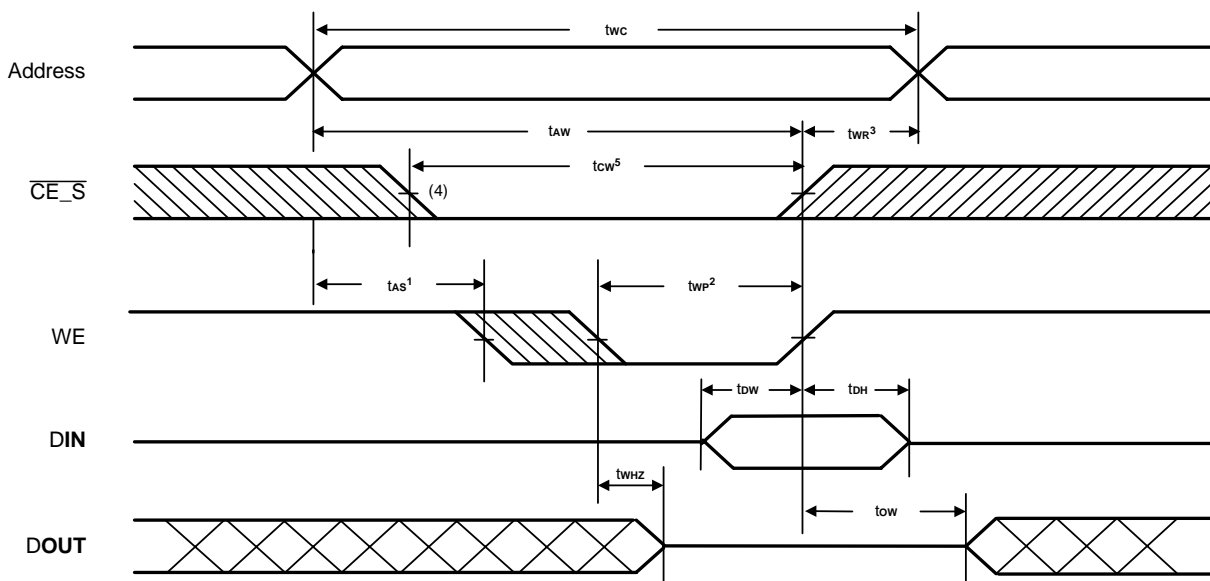 tWC
Address
tAW
tWR³
tCW⁵
CE_S
(4)
tAS¹
tWP²
WE
tDW
tDH
DIN
tWHZ
tOW
DOUT